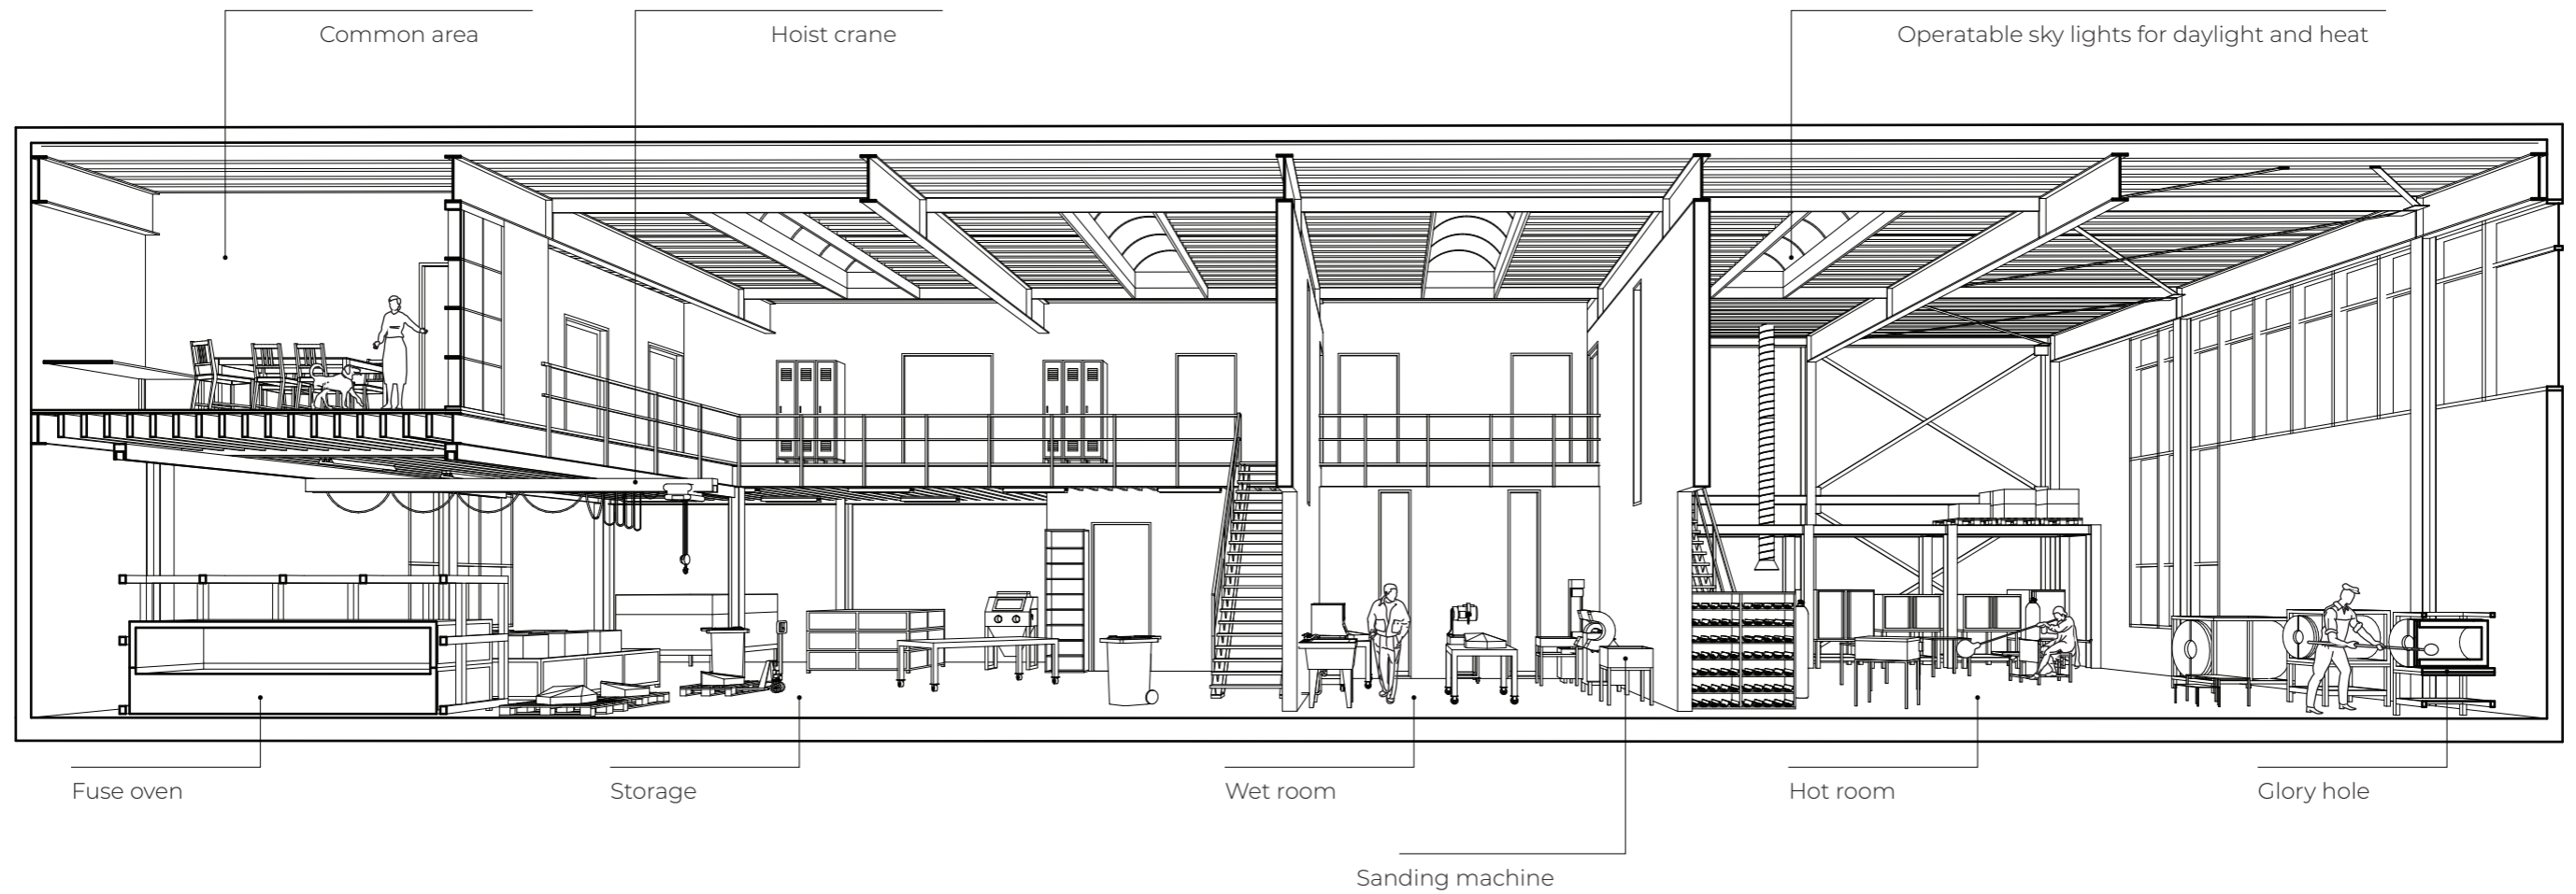 Common area
Hoist crane
Operatable sky lights for daylight and heat
Fuse oven
Storage
Wet room
Hot room
Glory hole
Sanding machine